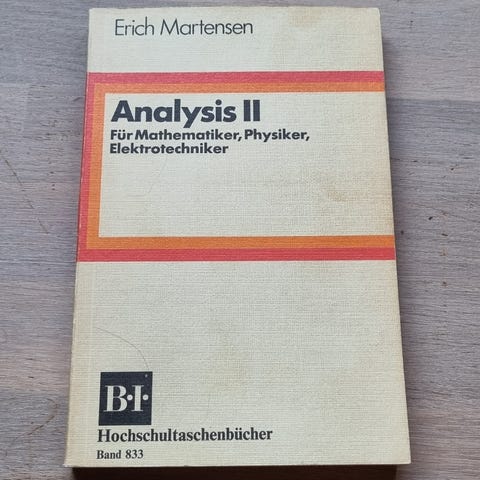 Erich Martensen
Analysis II
Für Mathematiker, Physiker,
Elektrotechniker
B·I·
Hochschultaschenbücher
Band 833